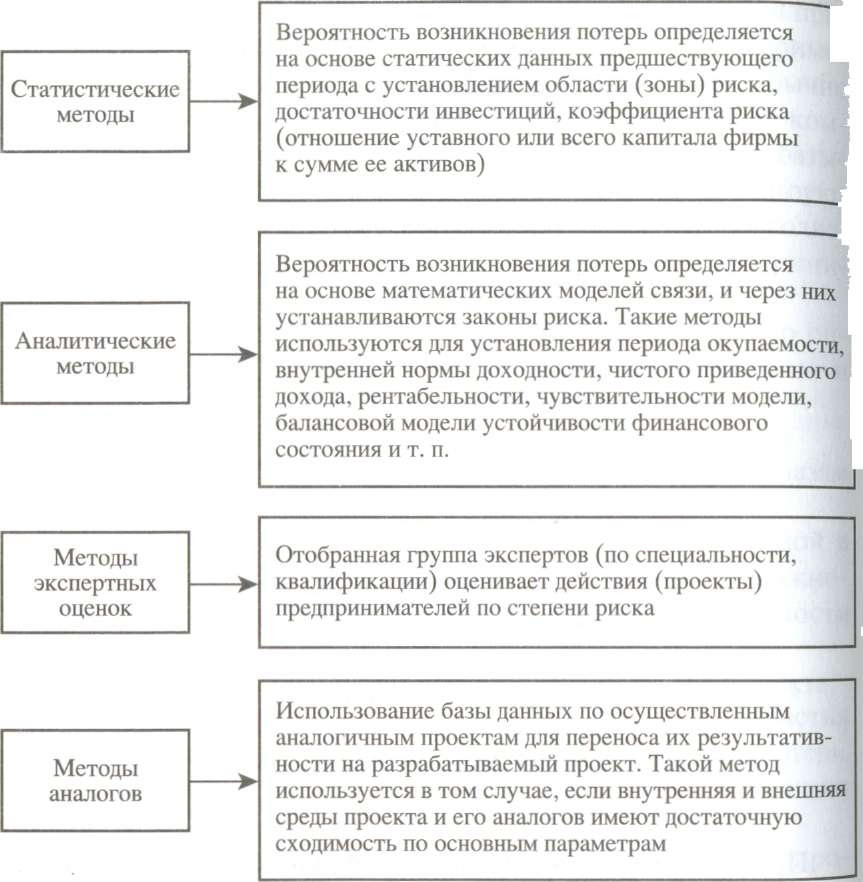 Статистические
методы
Вероятность возникновения потерь определяется
на основе статических данных предшествующего
периода с установлением области (зоны) риска,
достаточности инвестиций, коэффициента риска
(отношение уставного или всего капитала фирмы
к сумме ее активов)
Аналитические
методы
Вероятность возникновения потерь определяется
на основе математических моделей связи, и через них
устанавливаются законы риска. Такие методы
используются для установления периода окупаемости,
внутренней нормы доходности, чистого приведенного
дохода, рентабельности, чувствительности модели,
балансовой модели устойчивости финансового
состояния и т. п.
Методы
экспертных
оценок
Отобранная группа экспертов (по специальности,
квалификации) оценивает действия (проекты)
предпринимателей по степени риска
Методы
аналогов
Использование базы данных по осуществленным
аналогичным проектам для переноса их результатив-
ности на разрабатываемый проект. Такой метод
используется в том случае, если внутренняя и внешняя
среды проекта и его аналогов имеют достаточную
сходимость по основным параметрам